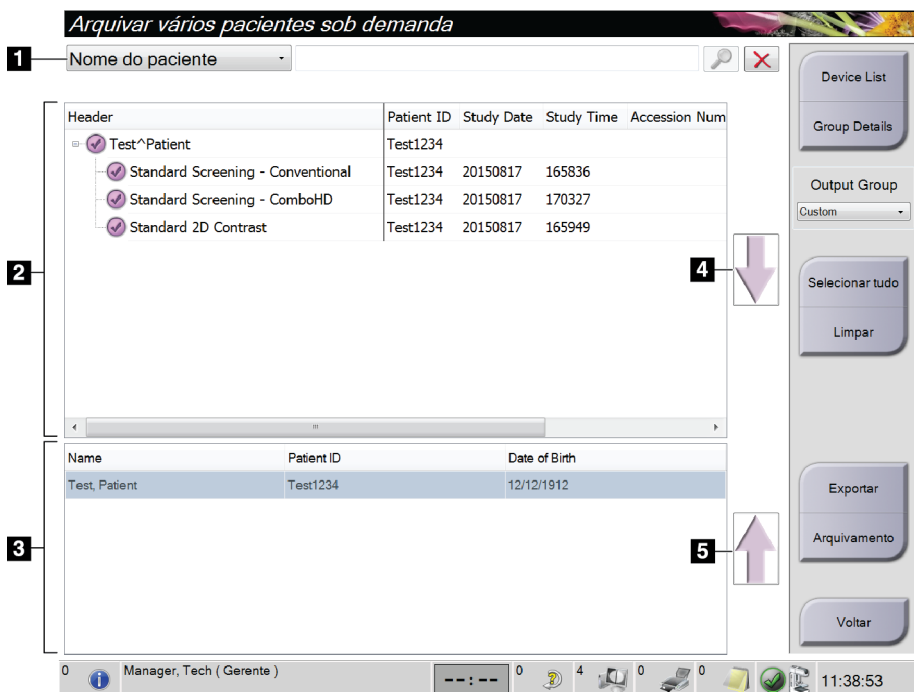 Arquivar vários pacientes sob demanda
1
Nome do paciente
Device List
Group Details
Output Group
Custom
Selecionar tudo
Limpar
Exportar
Arquivamento
Voltar
2
Header Patient ID Study Date Study Time Accession Num
Test^Patient Test1234
Standard Screening - Conventional Test1234 20150817 165836
Standard Screening - ComboHD Test1234 20150817 170327
Standard 2D Contrast Test1234 20150817 165949
4
3
Name Patient ID Date of Birth
Test, Patient Test1234 12/12/1912
5
0 Manager, Tech ( Gerente ) --:-- 0 4 0 0 11:38:53